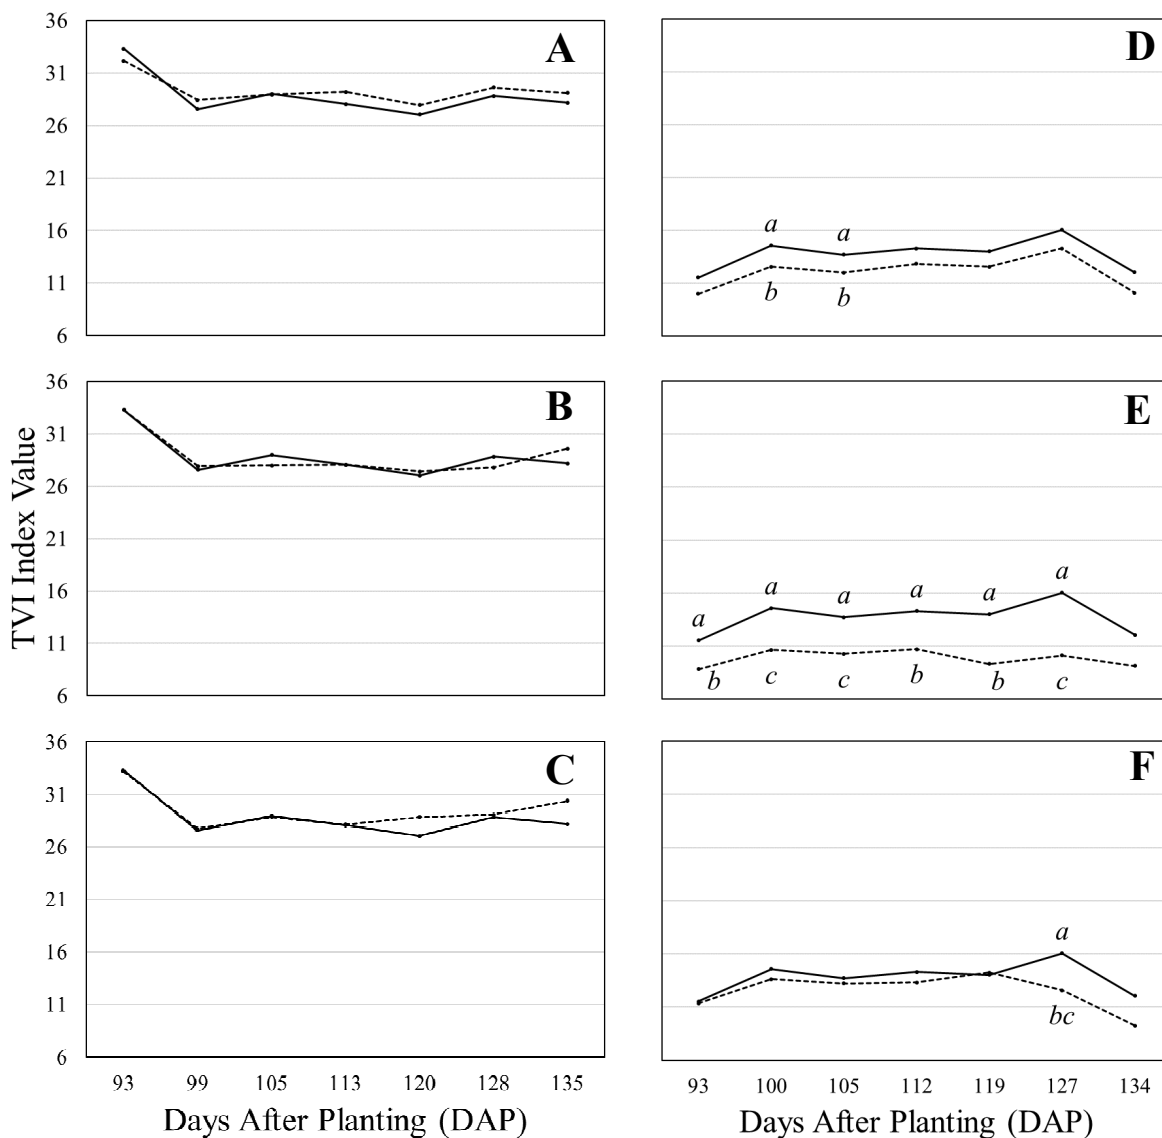 36
31
26
21
16
11
6
A
D
a
a
b
b
36
31
26
21
16
11
6
B
E
a
a
a
a
a
a
b
c
c
b
b
c
36
31
26
21
16
11
6
C
F
a
bc
TVI Index Value
93 99 105 113 120 128 135
Days After Planting (DAP)
93 100 105 112 119 127 134
Days After Planting (DAP)